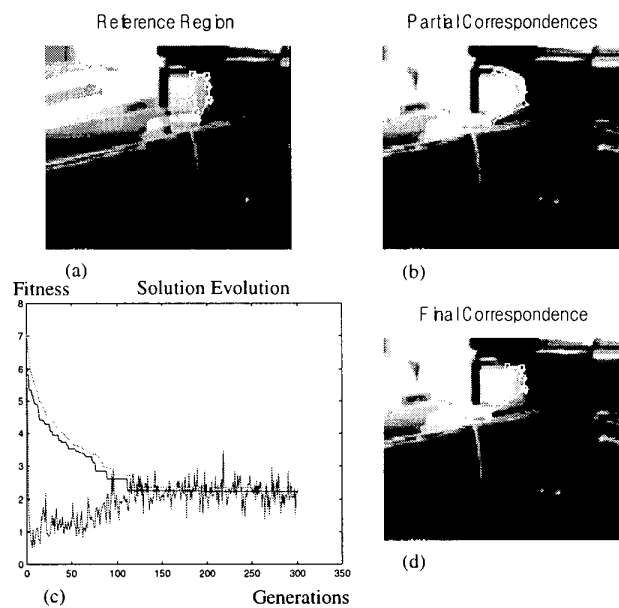 Reference Region
Partial Correspondences
(a)
(b)
Fitness
Solution Evolution
8
7
6
5
4
3
2
1
0
0
50
100
150
200
250
300
350
(c)
Generations
Final Correspondence
(d)